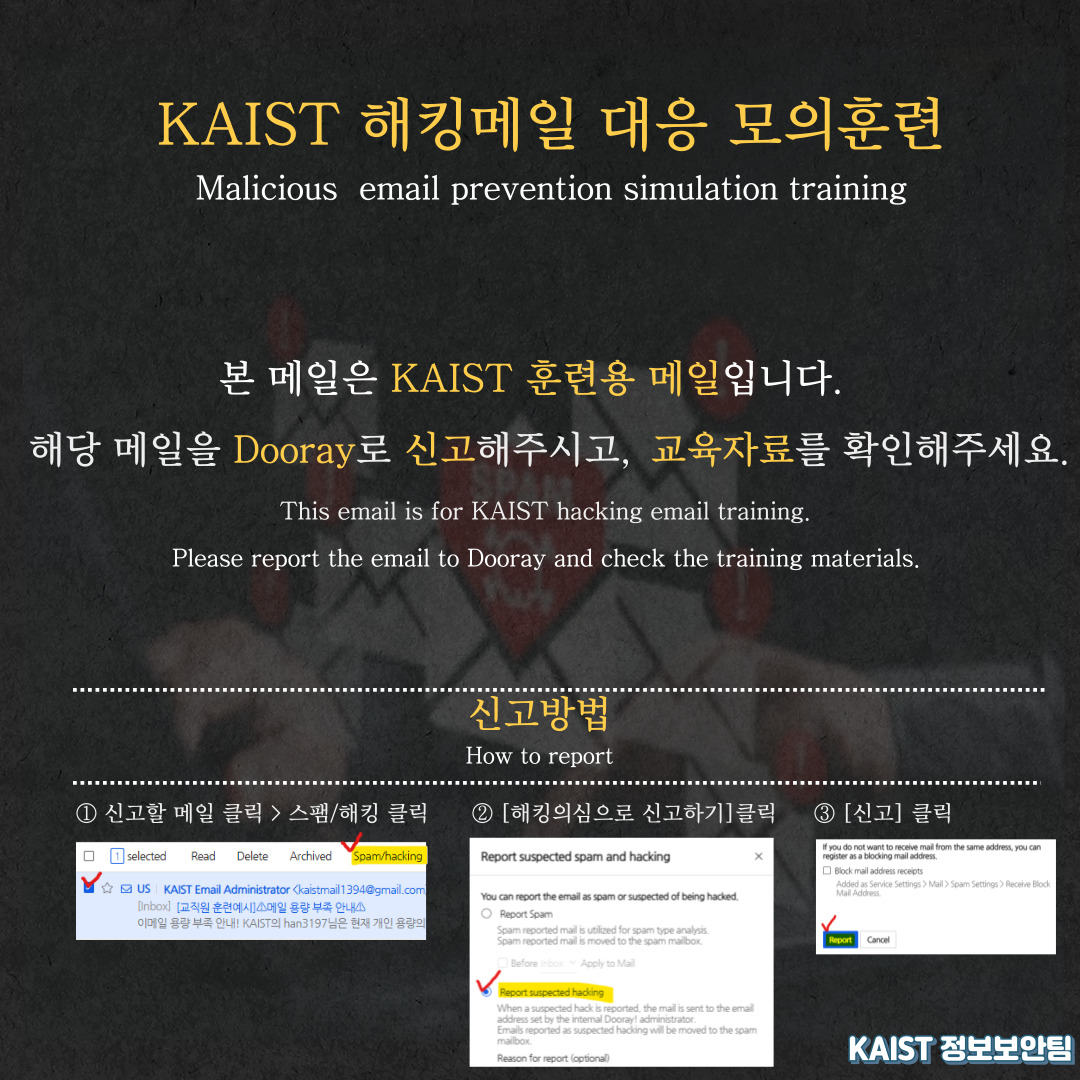 KAIST 해킹메일 대응 모의훈련
Malicious email prevention simulation training
본 메일은 KAIST 훈련용 메일입니다.
해당 메일을 Dooray로 신고해주시고, 교육자료를 확인해주세요.
This email is for KAIST hacking email training.
Please report the email to Dooray and check the training materials.
SPAM
신고방법
How to report
① 신고할 메일 클릭 > 스팸/해킹 클릭
1 selected Read Delete Archived Spam/hacking
US KAIST Email Administrator <kaistmail1394@gmail.com
[Inbox] [교직원 훈련예시]⚠메일 용량 부족 안내⚠
이메일 용량 부족 안내! KAIST의 han3197님은 현재 개인 용량의
② [해킹의심으로 신고하기]클릭
Report suspected spam and hacking ×
You can report the email as spam or suspected of being hacked.
Report Spam
Spam reported mail is utilized for spam type analysis.
Spam reported mail is moved to the spam mailbox.
Before Inbox Apply to Mail
Report suspected hacking
When a suspected hack is reported, the mail is sent to the email
address set by the internal Dooray! administrator.
Emails reported as suspected hacking will be moved to the spam
mailbox.
Reason for report (optional)
③ [신고] 클릭
If you do not want to receive mail from the same address, you can
register as a blocking mail address.
Block mail address receipts
Added as Service Settings > Mail > Spam Settings > Receive Block
Mail Address.
Report Cancel
KAIST 정보보안팀